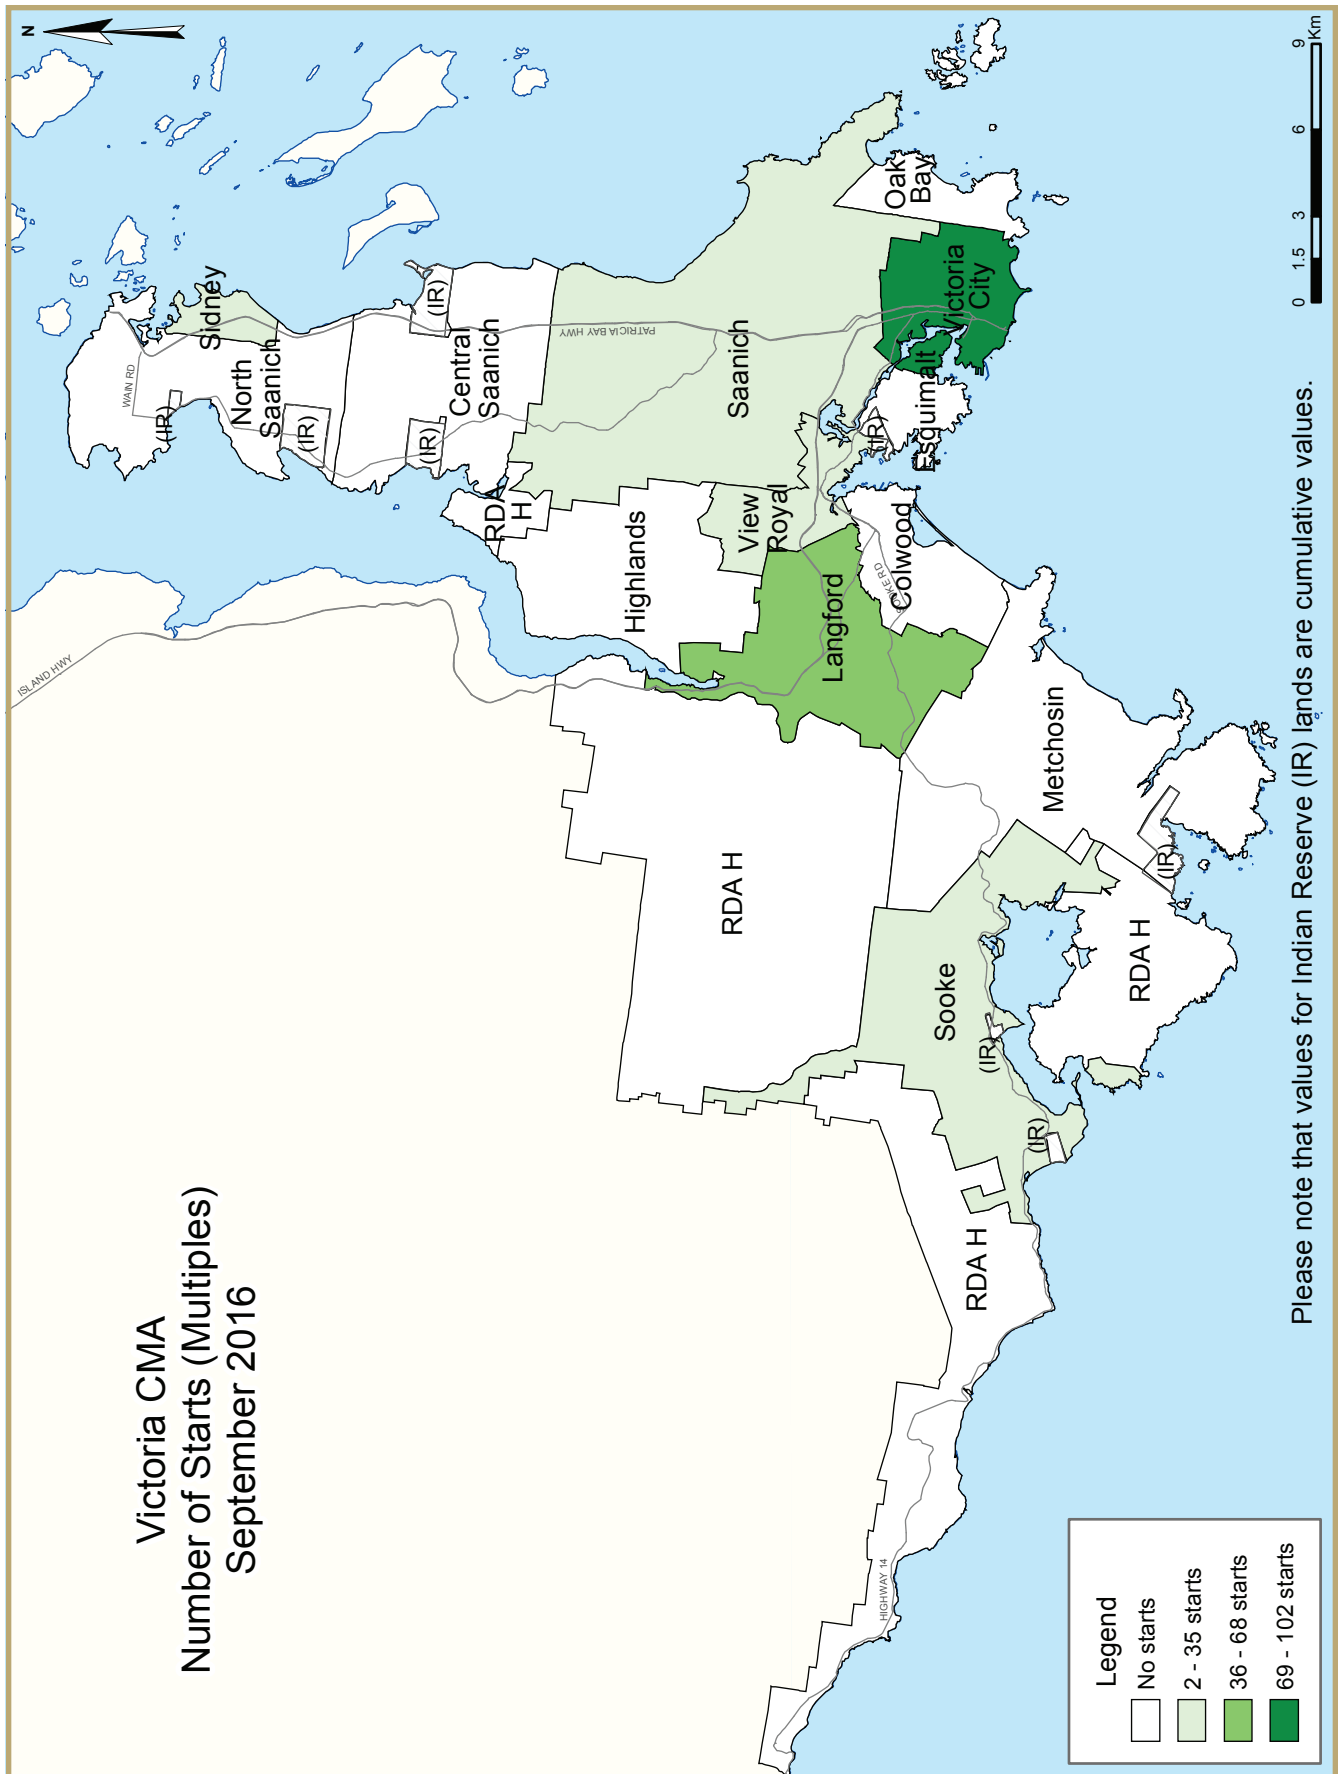 Victoria CMA
Number of Starts (Multiples)
September 2016
N
ISLAND HWY
WAIN RD
Sidney
North
Saanich
(IR)
(IR)
(IR)
(IR)
Central
Saanich
PATRICIA BAY HWY
RDA
H
Saanich
Highlands
View
Royal
Oak
Bay
Victoria
City
Esquimalt
(IR)
Langford
Colwood
SOOKE RD
Metchosin
(IR)
RDA H
RDA H
Sooke
(IR)
(IR)
RDA H
HIGHWAY 14
Legend
No starts
2 - 35 starts
36 - 68 starts
69 - 102 starts
0 1.5 3 6 9
Km
Please note that values for Indian Reserve (IR) lands are cumulative values.